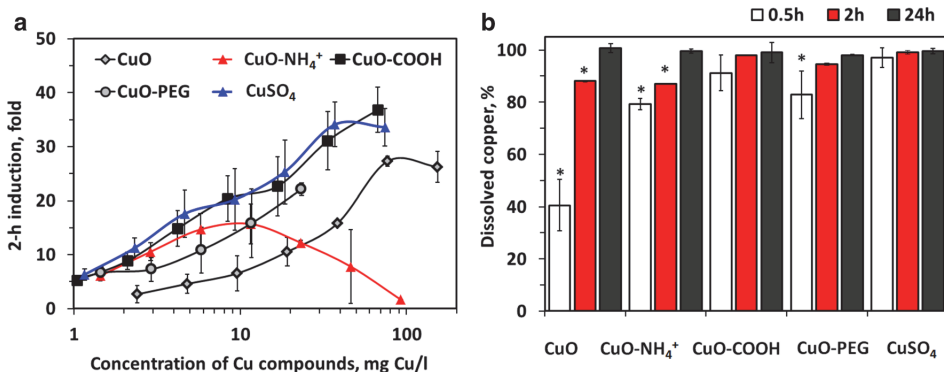 a
50
40
30
20
10
0
2-h induction, fold
CuO
CuO-NH₄⁺
CuO-COOH
CuO-PEG
CuSO₄
1
10
100
Concentration of Cu compounds, mg Cu/l
b
0.5h
2h
24h
100
80
60
40
20
0
Dissolved copper, %
*
*
*
*
*
CuO
CuO-NH₄⁺
CuO-COOH
CuO-PEG
CuSO₄